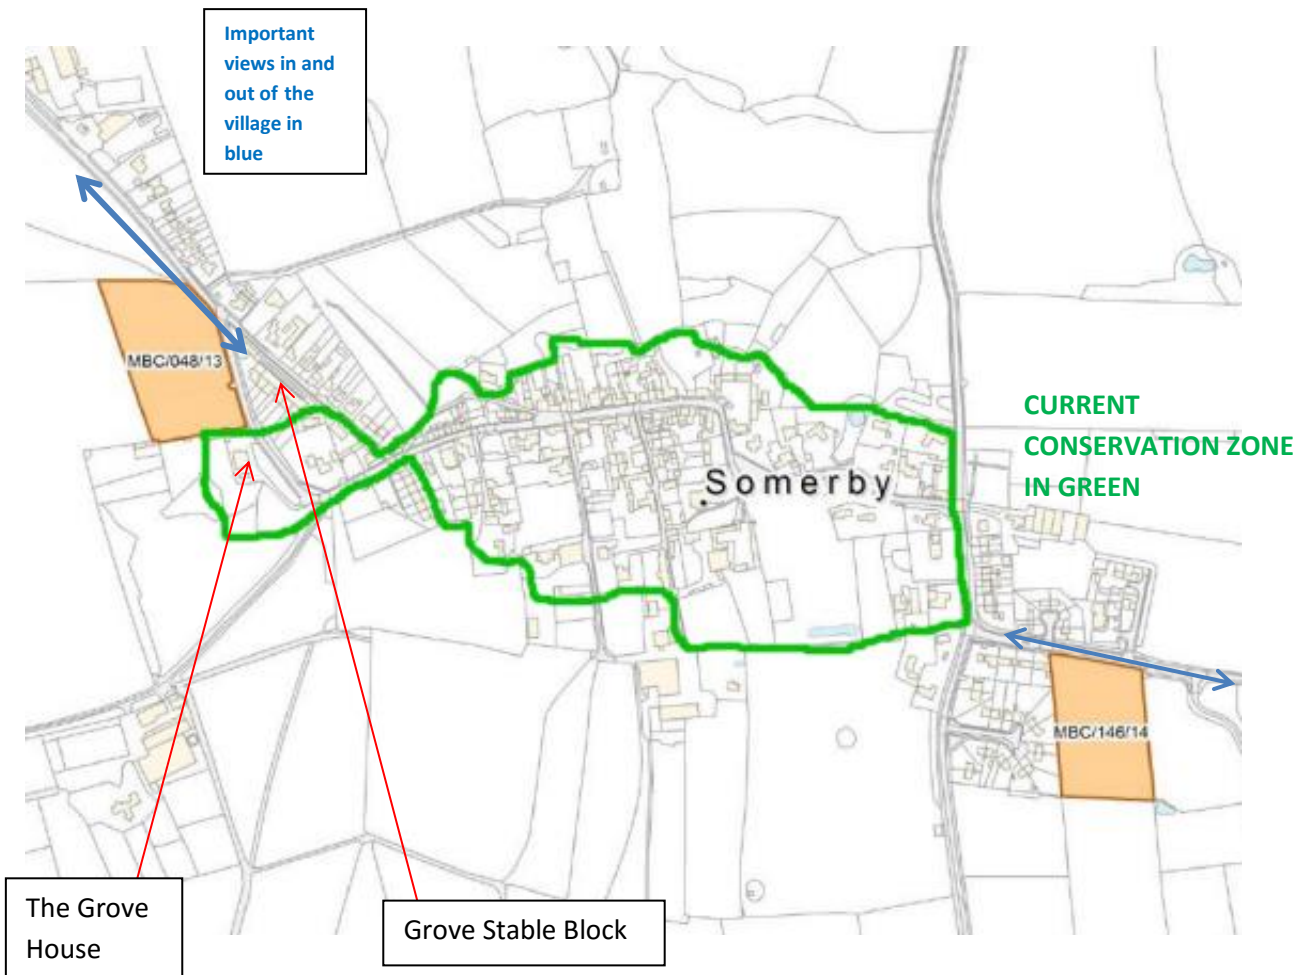 Important
views in and
out of the
village in
blue
MBC/048/13
CURRENT
CONSERVATION ZONE
IN GREEN
Somerby
MBC/146/14
The Grove
House
Grove Stable Block